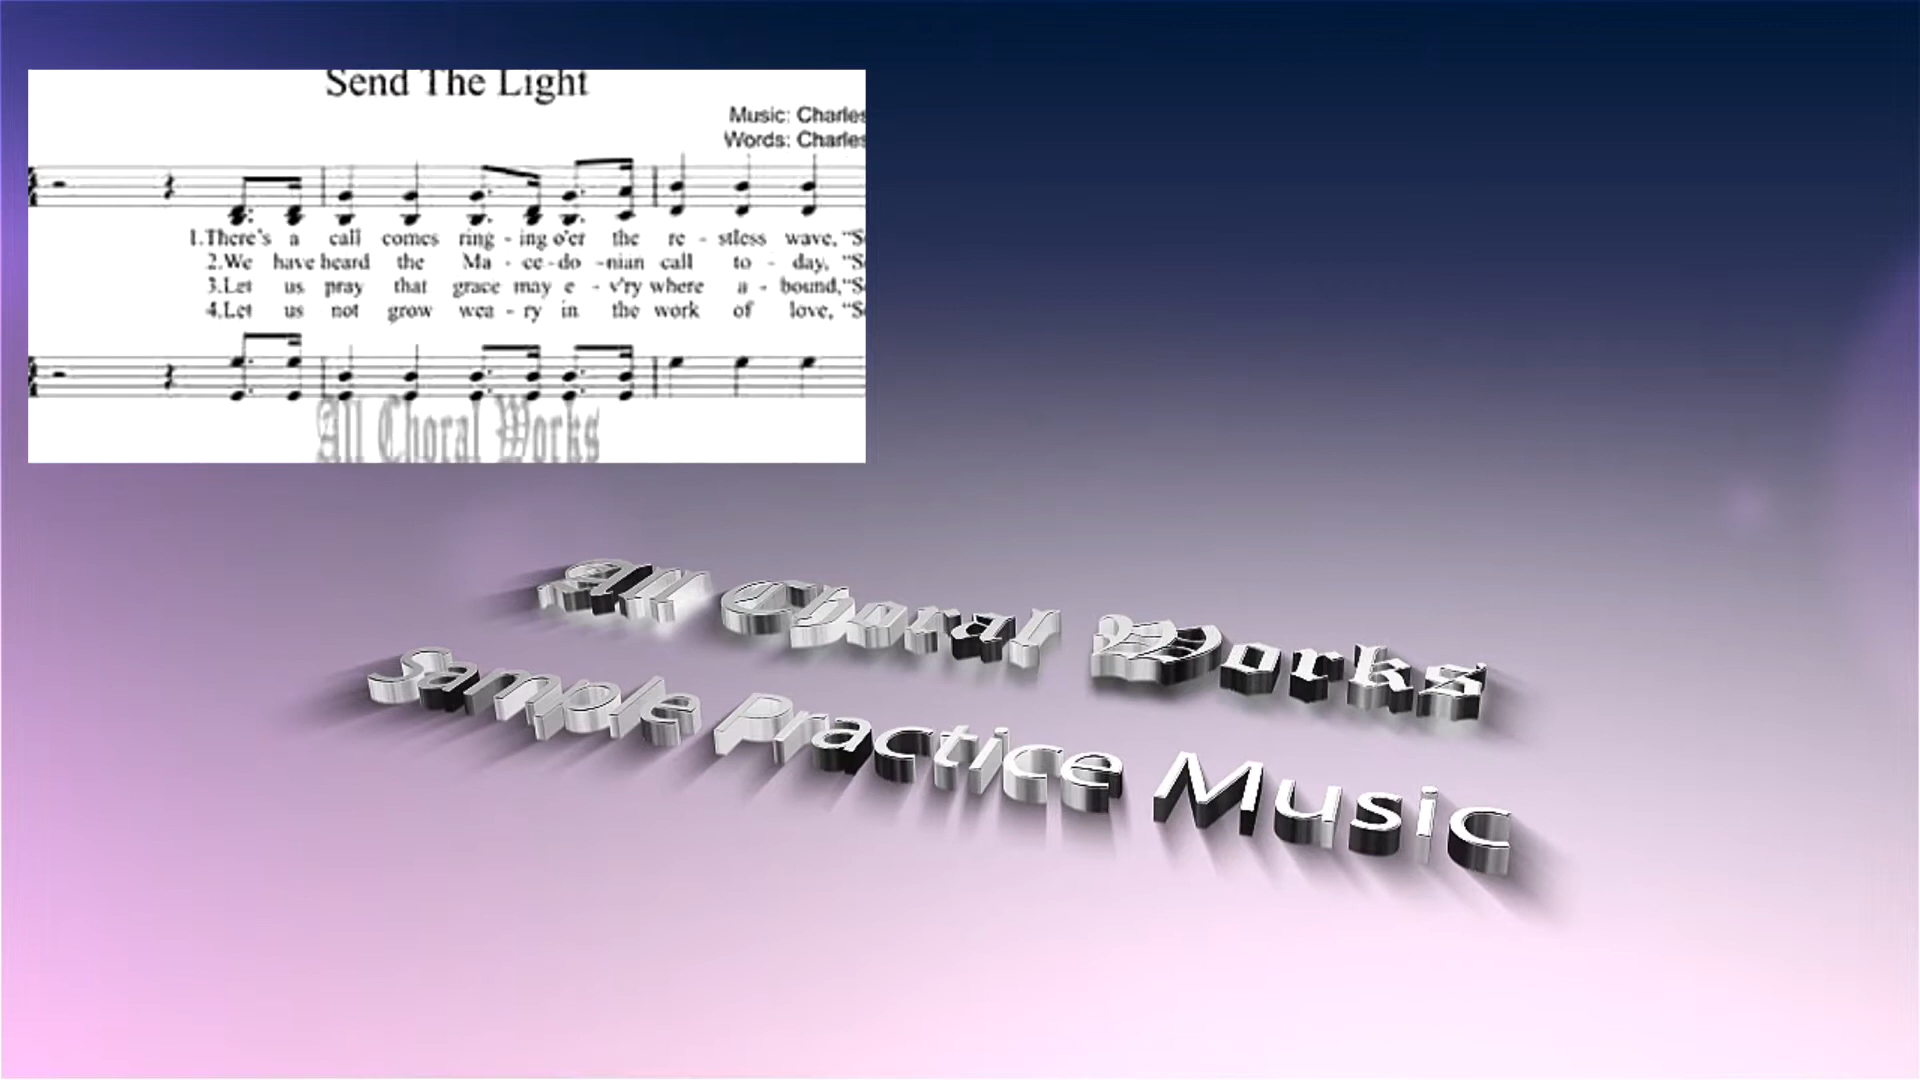 Send The Light
Music: Charles
Words: Charles
1.There's a call comes ring - ing o'er the re - stless wave, “S
2.We have heard the Ma - ce - do - nian call to - day, “S
3.Let us pray that grace may e - v'ry where a - bound, “S
4.Let us not grow wea - ry in the work of love, “S
All Choral Works
All Choral Works
Sample Practice Music